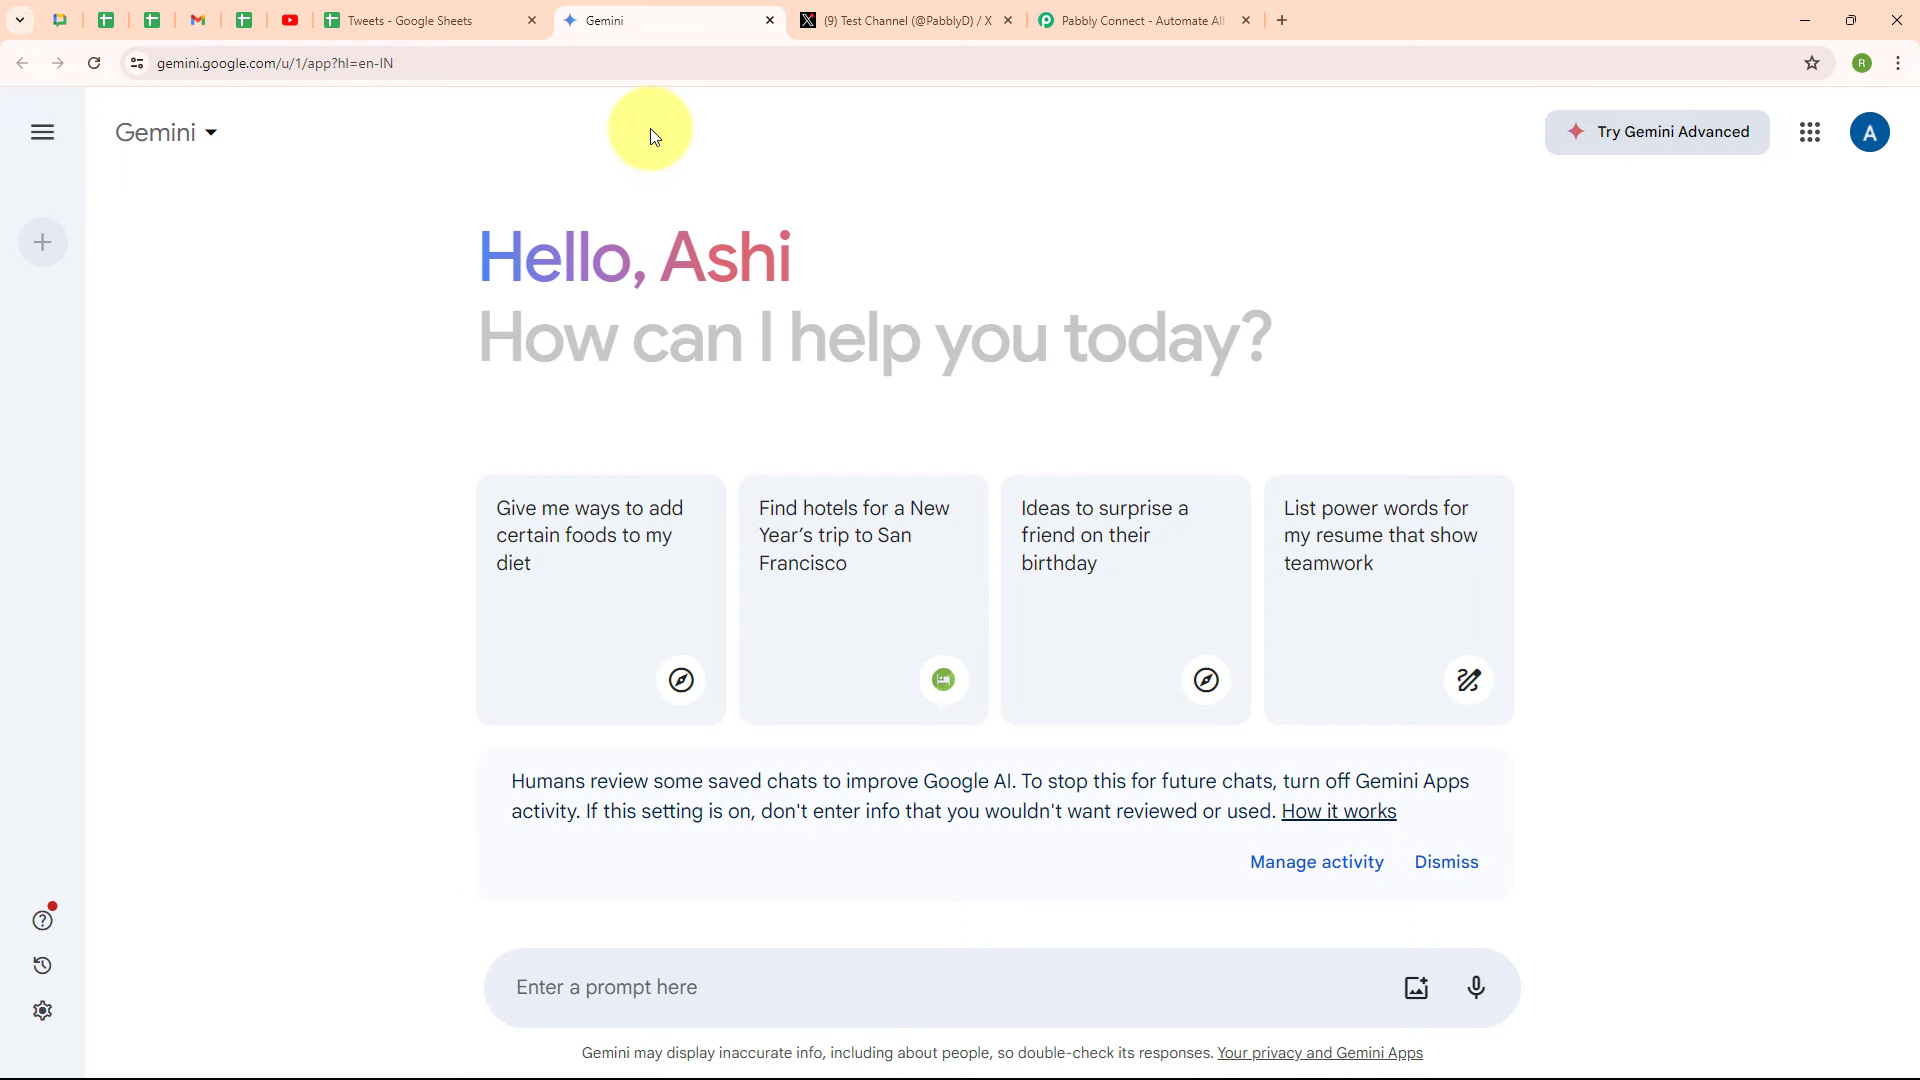 Tweets - Google Sheets
Gemini
(9) Test Channel (@PabblyD) / X
Pabbly Connect - Automate All
gemini.google.com/u/1/app?hl=en-IN
R
Gemini
Try Gemini Advanced
A
Hello, Ashi
How can I help you today?
Give me ways to add
certain foods to my
diet
Find hotels for a New
Year's trip to San
Francisco
Ideas to surprise a
friend on their
birthday
List power words for
my resume that show
teamwork
Humans review some saved chats to improve Google AI. To stop this for future chats, turn off Gemini Apps
activity. If this setting is on, don't enter info that you wouldn't want reviewed or used. How it works
Manage activity
Dismiss
Enter a prompt here
Gemini may display inaccurate info, including about people, so double-check its responses. Your privacy and Gemini Apps